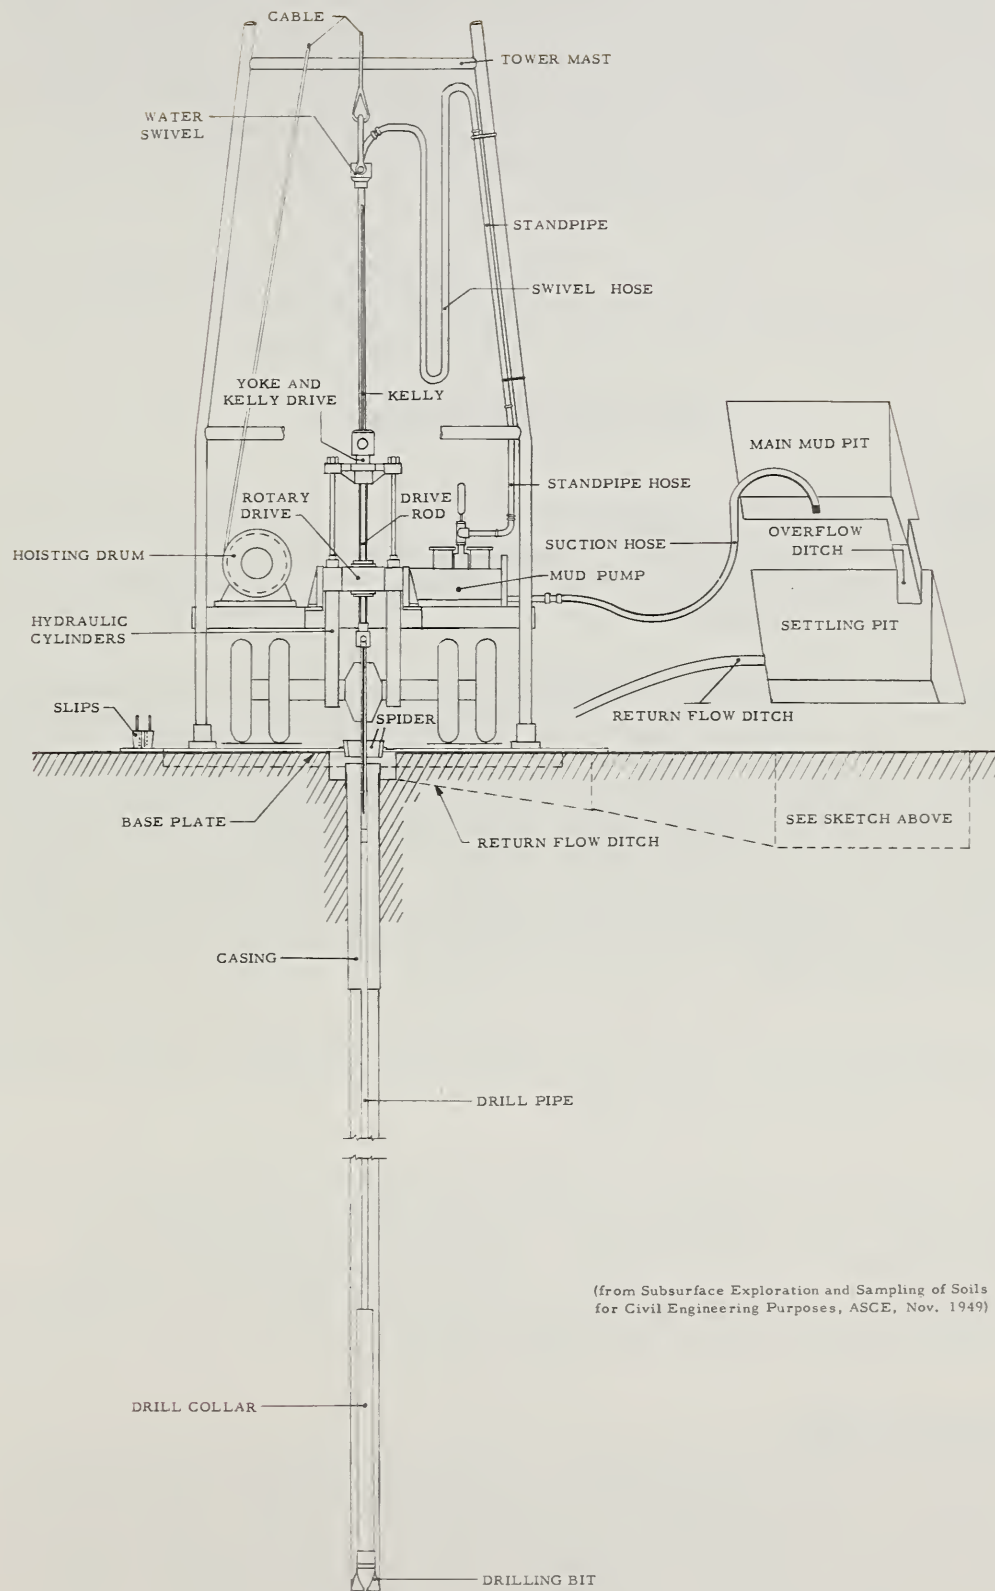 CABLE
TOWER MAST
WATER
SWIVEL
STANDPIPE
SWIVEL HOSE
YOKE AND
KELLY DRIVE
KELLY
MAIN MUD PIT
ROTARY
DRIVE
DRIVE
ROD
STANDPIPE HOSE
OVERFLOW
DITCH
HOISTING DRUM
SUCTION HOSE
MUD PUMP
HYDRAULIC
CYLINDERS
SETTLING PIT
SLIPS
SPIDER
RETURN FLOW DITCH
BASE PLATE
RETURN FLOW DITCH
SEE SKETCH ABOVE
CASING
DRILL PIPE
(from Subsurface Exploration and Sampling of Soils
for Civil Engineering Purposes, ASCE, Nov. 1949)
DRILL COLLAR
DRILLING BIT